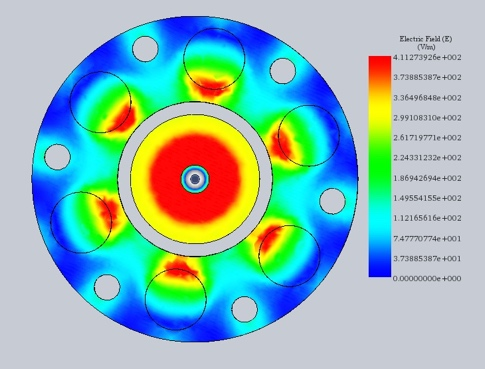 Electric Field (E)
(V/m)
4.11273926e+002
3.73885387e+002
3.36496848e+002
2.99108310e+002
2.61719771e+002
2.24331232e+002
1.86942694e+002
1.49554155e+002
1.12165616e+002
7.47770774e+001
3.73885387e+001
0.00000000e+000